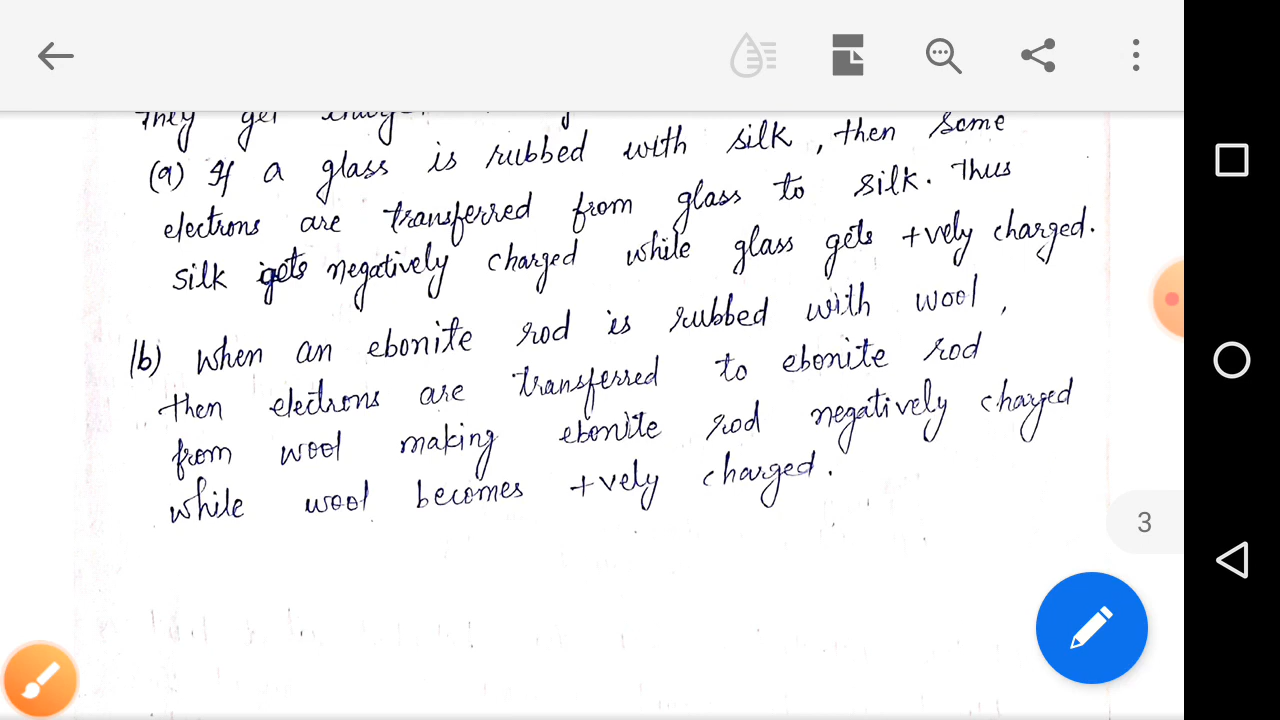 They get
(a) If a glass is rubbed with silk, then some
electrons are transferred from glass to silk. Thus
silk gets negatively charged while glass gets +vely charged.
(b) When an ebonite rod is rubbed with wool,
then electrons are transferred to ebonite rod
from wool making ebonite rod negatively charged
while wool becomes +vely charged.
3